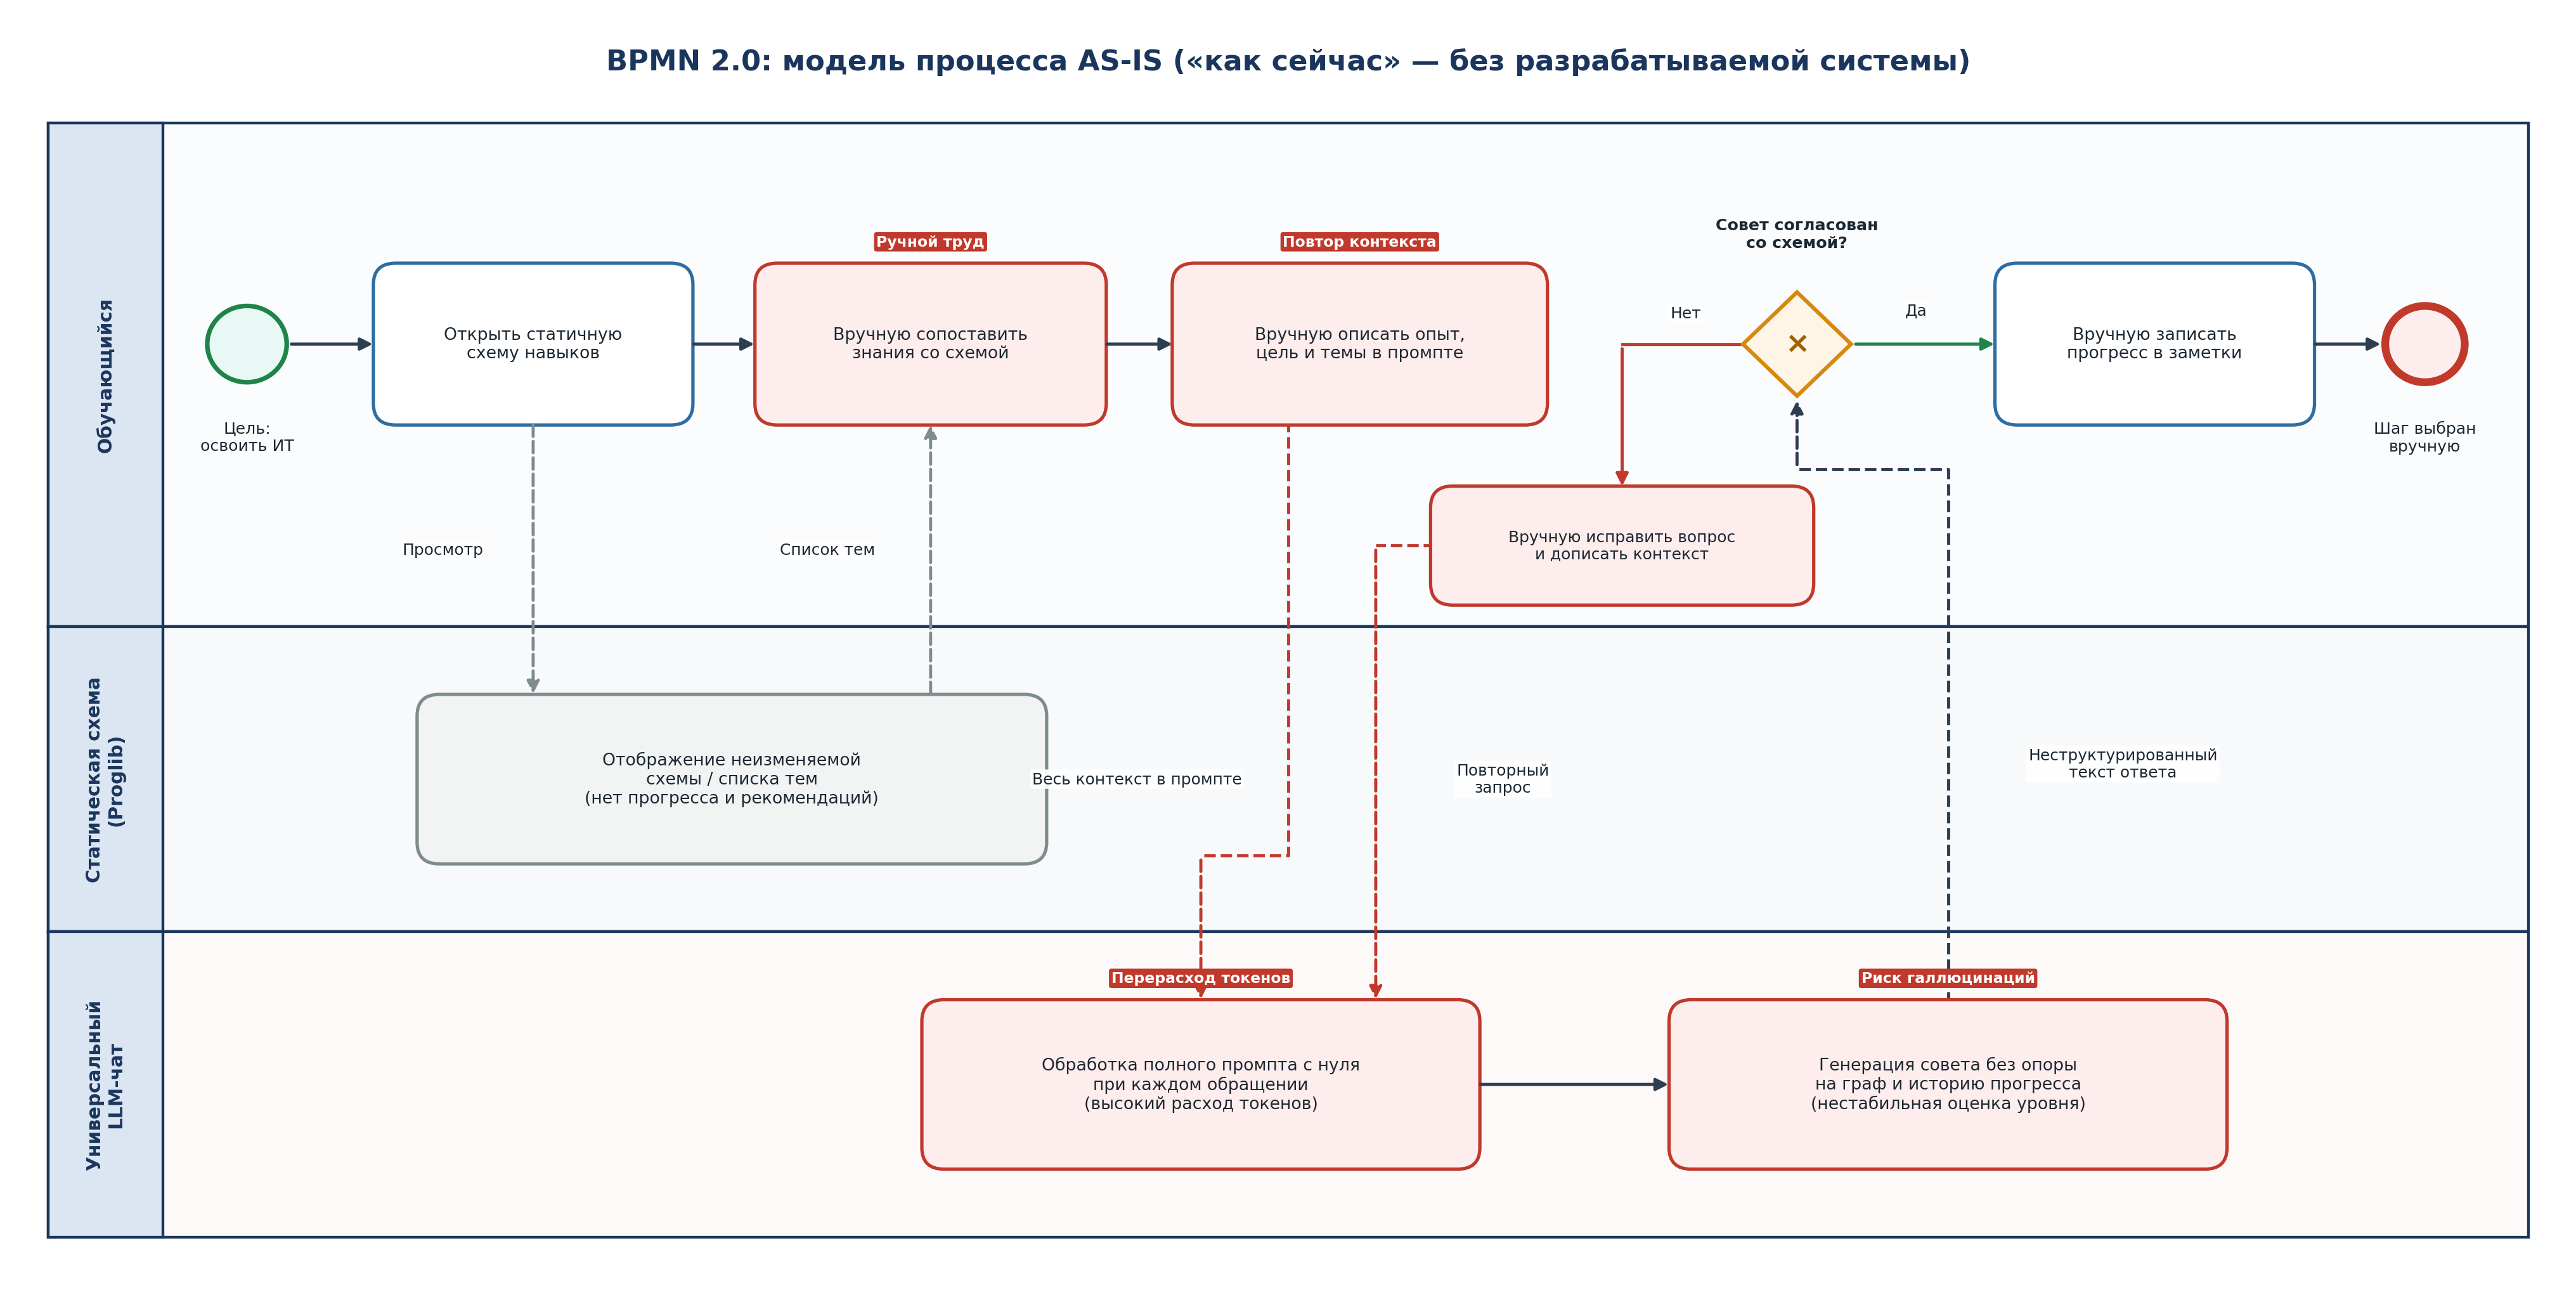 BPMN 2.0: модель процесса AS-IS («как сейчас» — без разрабатываемой системы)
Обучающийся
Цель:
освоить ИТ
Открыть статичную
схему навыков
Ручной труд
Вручную сопоставить
знания со схемой
Повтор контекста
Вручную описать опыт,
цель и темы в промпте
Совет согласован
со схемой?
Нет
Да
Вручную записать
прогресс в заметки
Шаг выбран
вручную
Вручную исправить вопрос
и дописать контекст
Просмотр
Список тем
Статическая схема
(Proglib)
Отображение неизменяемой
схемы / списка тем
(нет прогресса и рекомендаций)
Весь контекст в промпте
Повторный
запрос
Неструктурированный
текст ответа
Универсальный
LLM-чат
Перерасход токенов
Обработка полного промпта с нуля
при каждом обращении
(высокий расход токенов)
Риск галлюцинаций
Генерация совета без опоры
на граф и историю прогресса
(нестабильная оценка уровня)